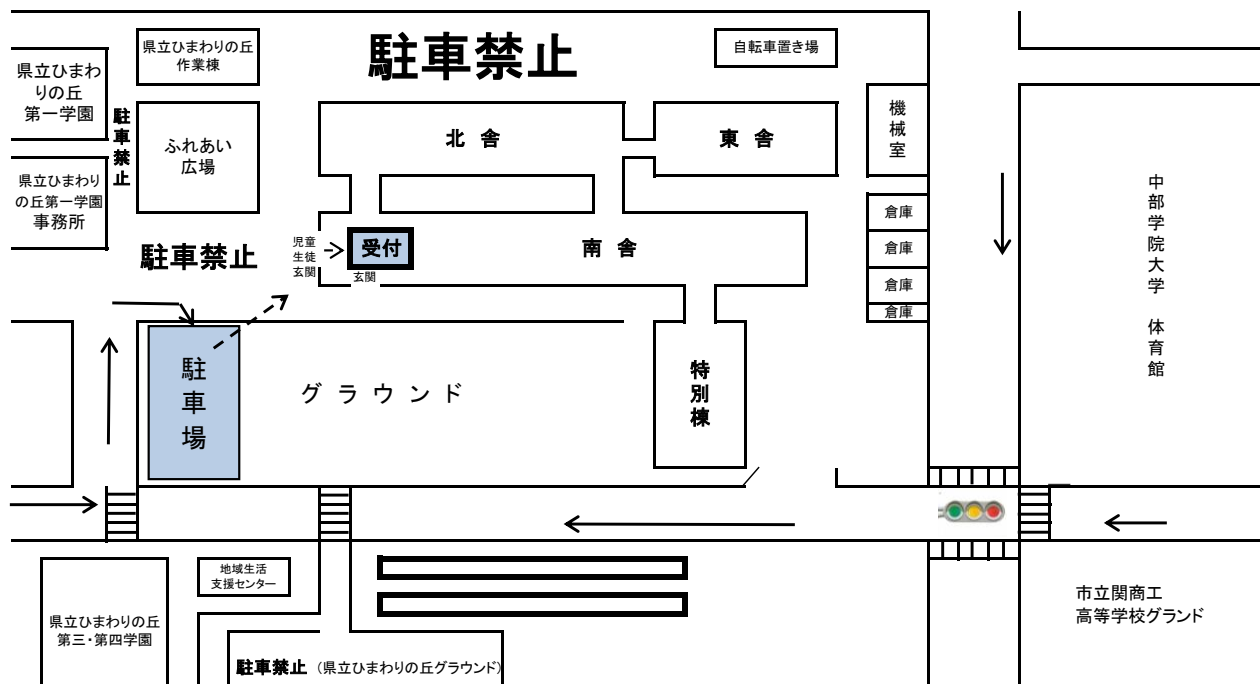 県立ひまわりの丘
作業棟
駐車禁止
自転車置き場
県立ひまわ
りの丘
第一学園
駐車禁止
ふれあい
広場
北 舎
東 舎
機械室
県立ひまわり
の丘第一学園
事務所
倉庫
倉庫
倉庫
倉庫
中部学院大学 体育館
駐車禁止
児童
生徒
玄関
受付
玄関
南 舎
駐車場
グラウンド
特別棟
地域生活
支援センター
県立ひまわりの丘
第三・第四学園
駐車禁止（県立ひまわりの丘グラウンド）
市立関商工
高等学校グランド